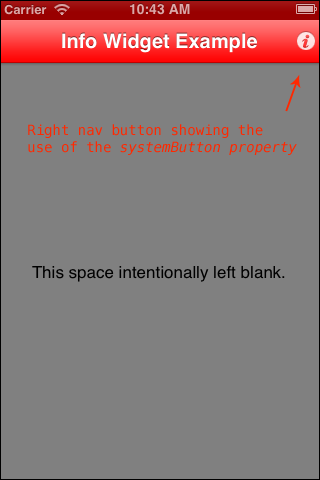 Carrier 10:43 AM
Info Widget Example
Right nav button showing the
use of the systemButton property
This space intentionally left blank.